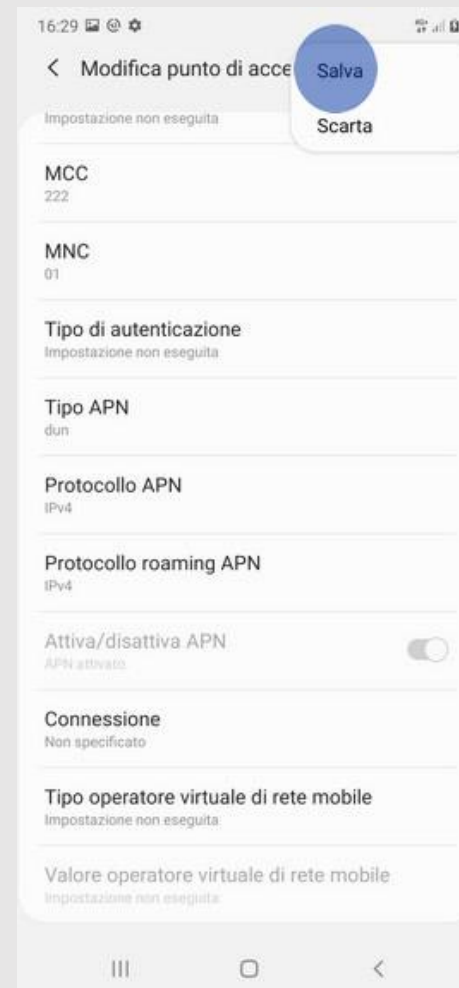 16:29
Modifica punto di acce
Salva
Impostazione non eseguita
Scarta
MCC
222
MNC
01
Tipo di autenticazione
Impostazione non eseguita
Tipo APN
dun
Protocollo APN
IPv4
Protocollo roaming APN
IPv4
Attiva/disattiva APN
APN attivato
Connessione
Non specificato
Tipo operatore virtuale di rete mobile
Impostazione non eseguita
Valore operatore virtuale di rete mobile
Impostazione non eseguita